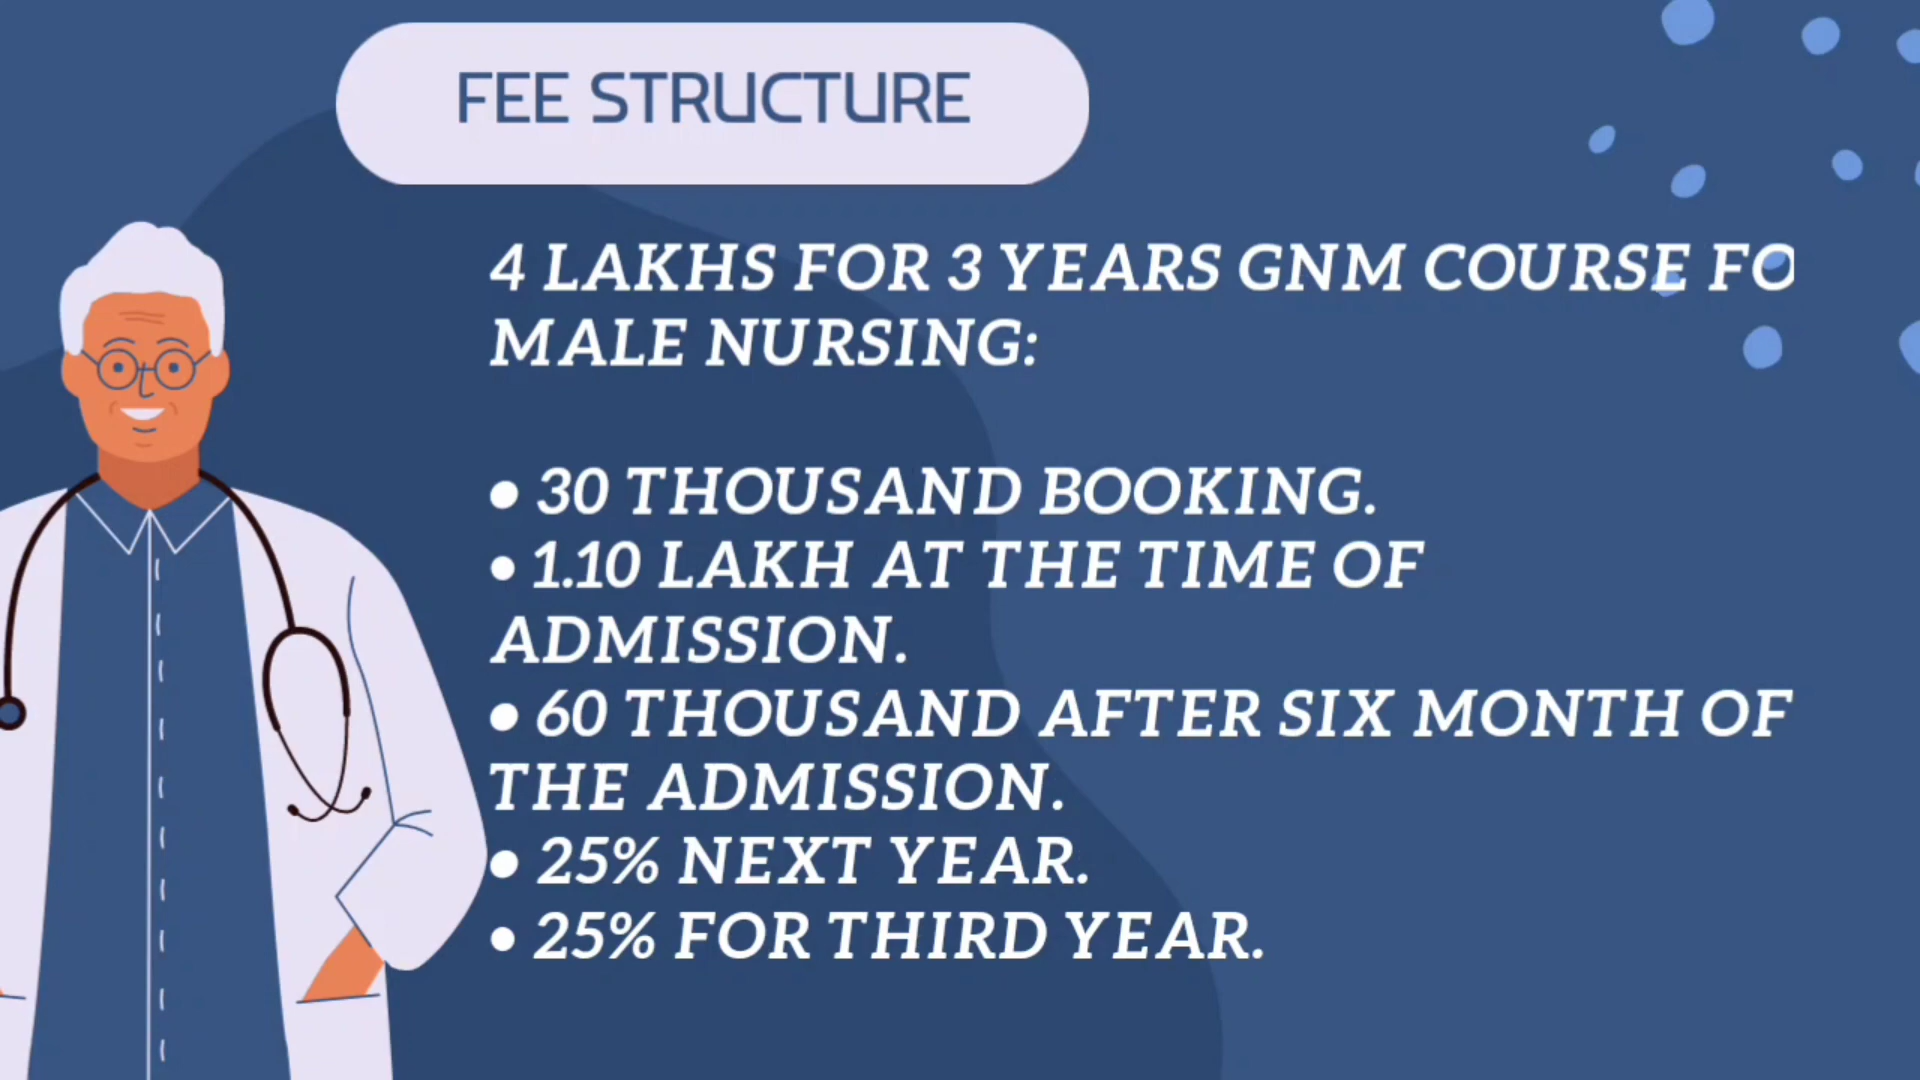 FEE STRUCTURE
4 LAKHS FOR 3 YEARS GNM COURSE FO
MALE NURSING:
• 30 THOUSAND BOOKING.
• 1.10 LAKH AT THE TIME OF
ADMISSION.
• 60 THOUSAND AFTER SIX MONTH OF
THE ADMISSION.
• 25% NEXT YEAR.
• 25% FOR THIRD YEAR.